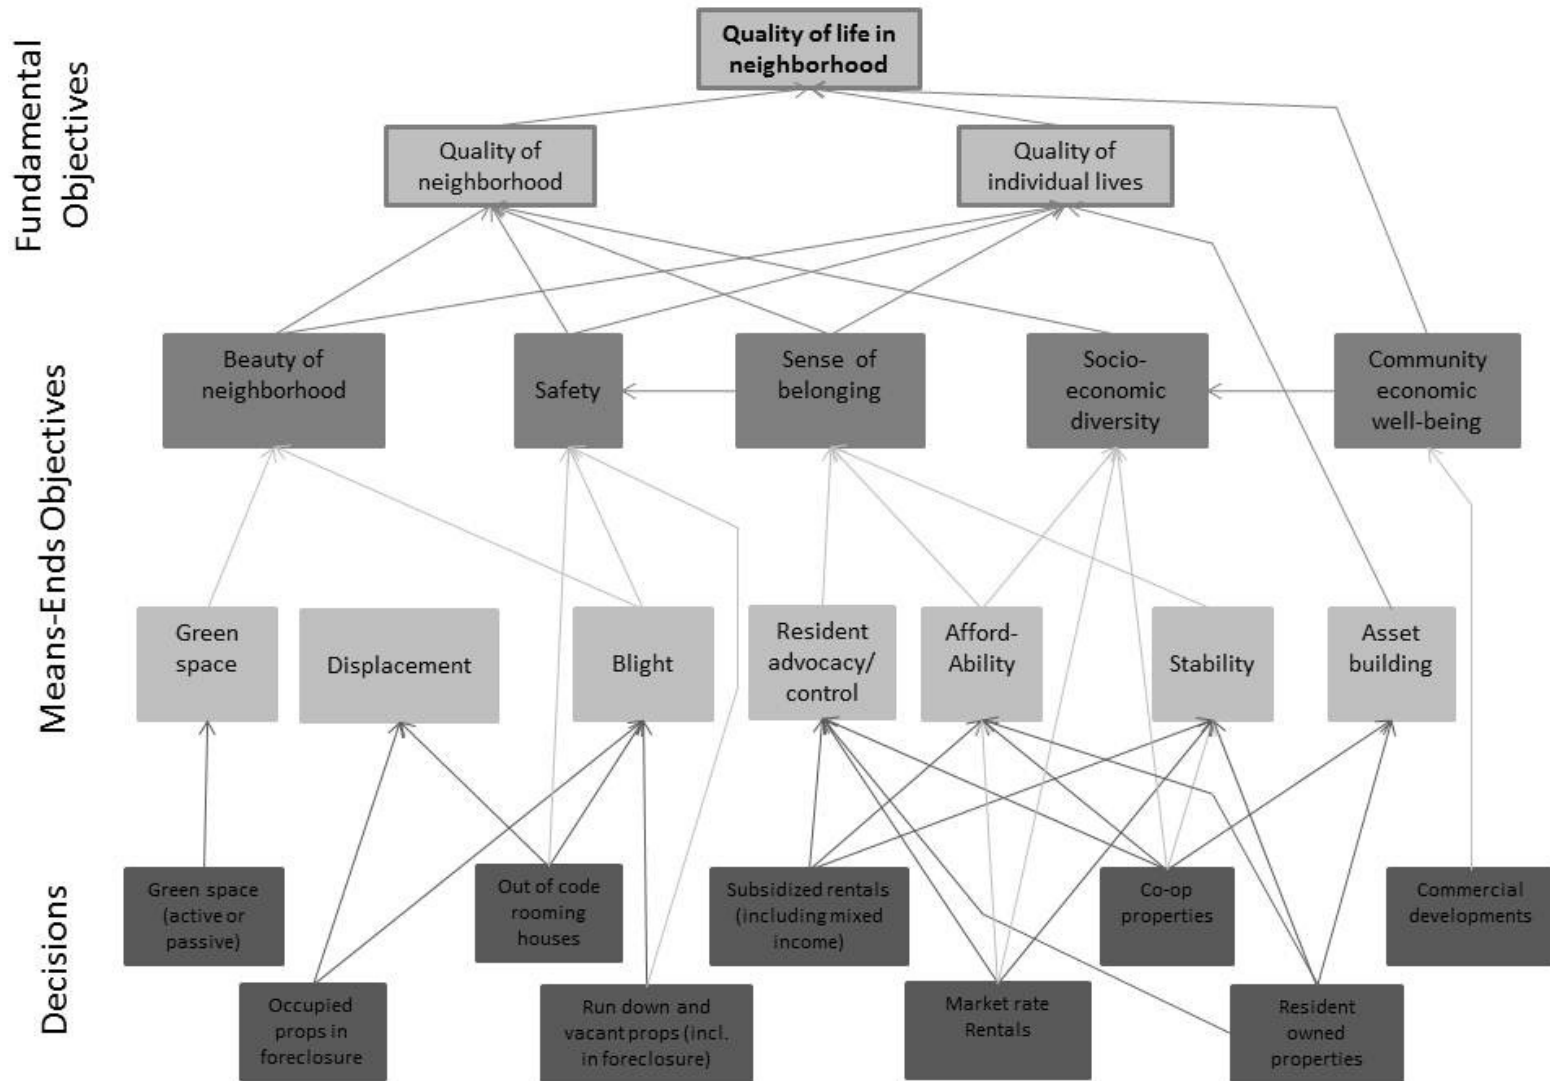 Fundamental
Objectives
Quality of life in
neighborhood
Quality of
neighborhood
Quality of
individual lives
Means-Ends Objectives
Beauty of
neighborhood
Safety
Sense of
belonging
Socio-
economic
diversity
Community
economic
well-being
Green
space
Displacement
Blight
Resident
advocacy/
control
Afford-
Ability
Stability
Asset
building
Decisions
Green space
(active or
passive)
Out of code
rooming
houses
Subsidized rentals
(including mixed
income)
Co-op
properties
Commercial
developments
Occupied
props in
foreclosure
Run down and
vacant props (incl.
in foreclosure)
Market rate
Rentals
Resident
owned
properties